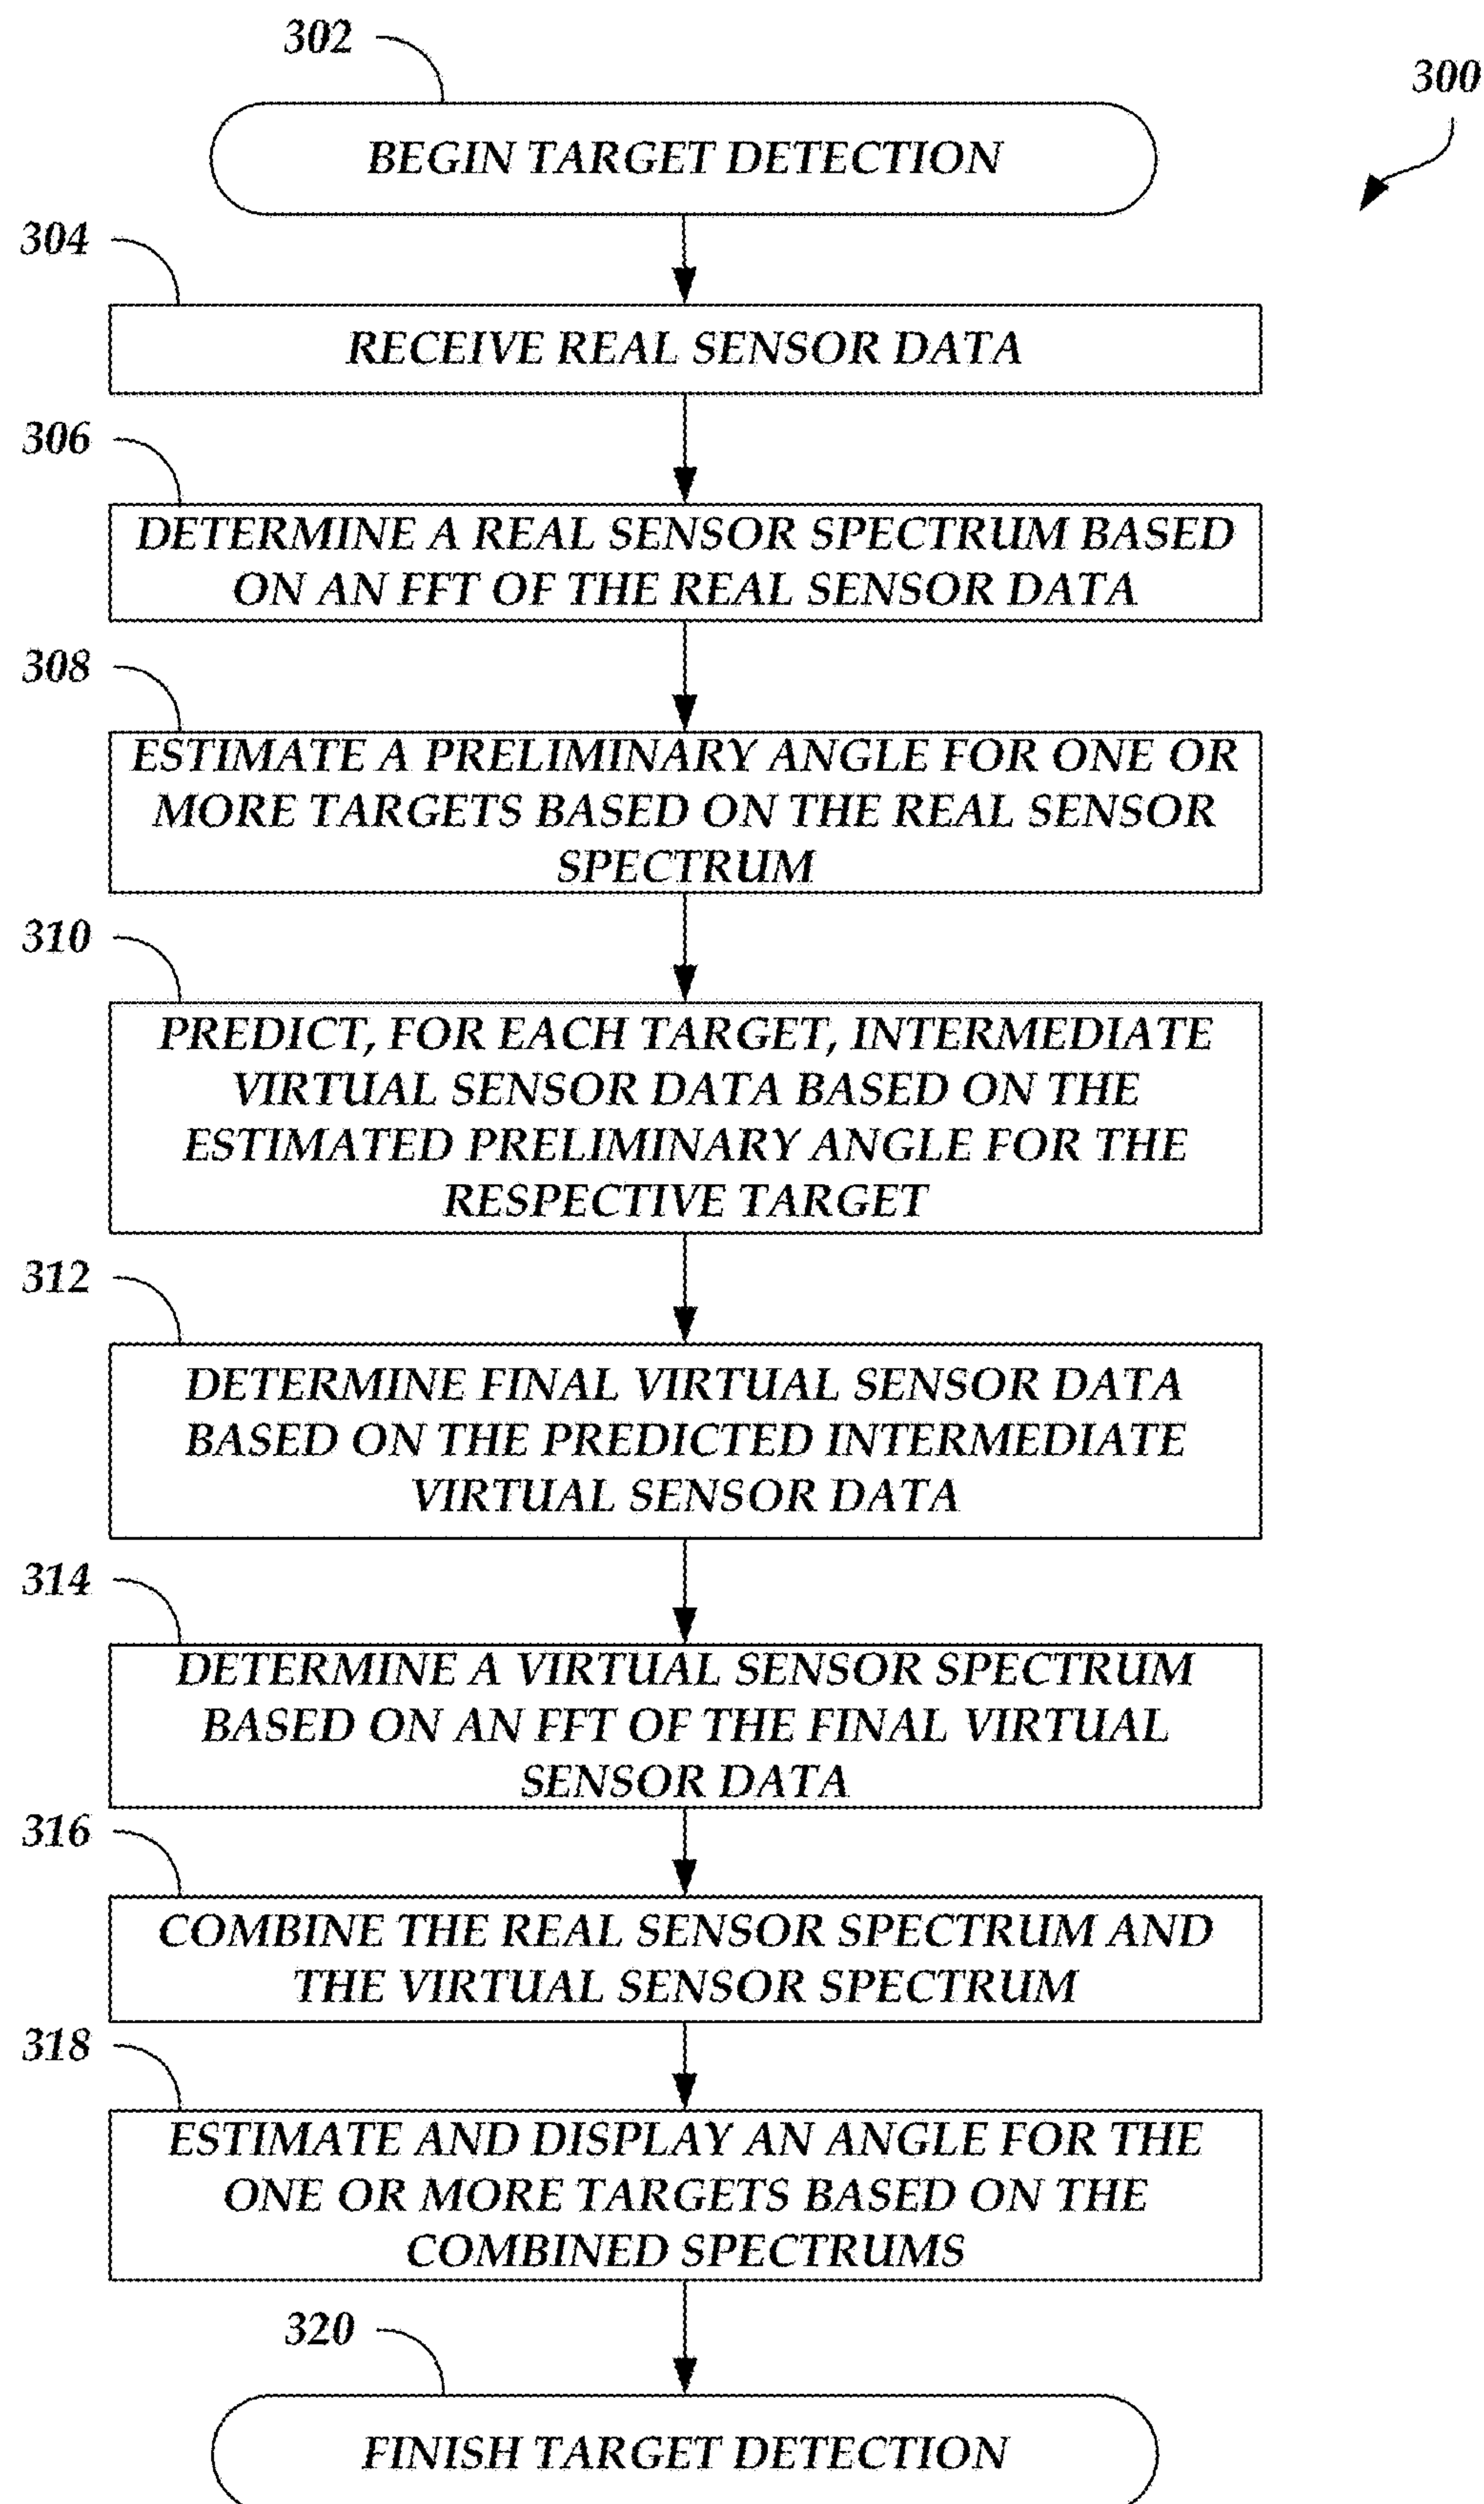 302
300
BEGIN TARGET DETECTION
304
RECEIVE REAL SENSOR DATA
306
DETERMINE A REAL SENSOR SPECTRUM BASED
ON AN FFT OF THE REAL SENSOR DATA
308
ESTIMATE A PRELIMINARY ANGLE FOR ONE OR
MORE TARGETS BASED ON THE REAL SENSOR
SPECTRUM
310
PREDICT, FOR EACH TARGET, INTERMEDIATE
VIRTUAL SENSOR DATA BASED ON THE
ESTIMATED PRELIMINARY ANGLE FOR THE
RESPECTIVE TARGET
312
DETERMINE FINAL VIRTUAL SENSOR DATA
BASED ON THE PREDICTED INTERMEDIATE
VIRTUAL SENSOR DATA
314
DETERMINE A VIRTUAL SENSOR SPECTRUM
BASED ON AN FFT OF THE FINAL VIRTUAL
SENSOR DATA
316
COMBINE THE REAL SENSOR SPECTRUM AND
THE VIRTUAL SENSOR SPECTRUM
318
ESTIMATE AND DISPLAY AN ANGLE FOR THE
ONE OR MORE TARGETS BASED ON THE
COMBINED SPECTRUMS
320
FINISH TARGET DETECTION